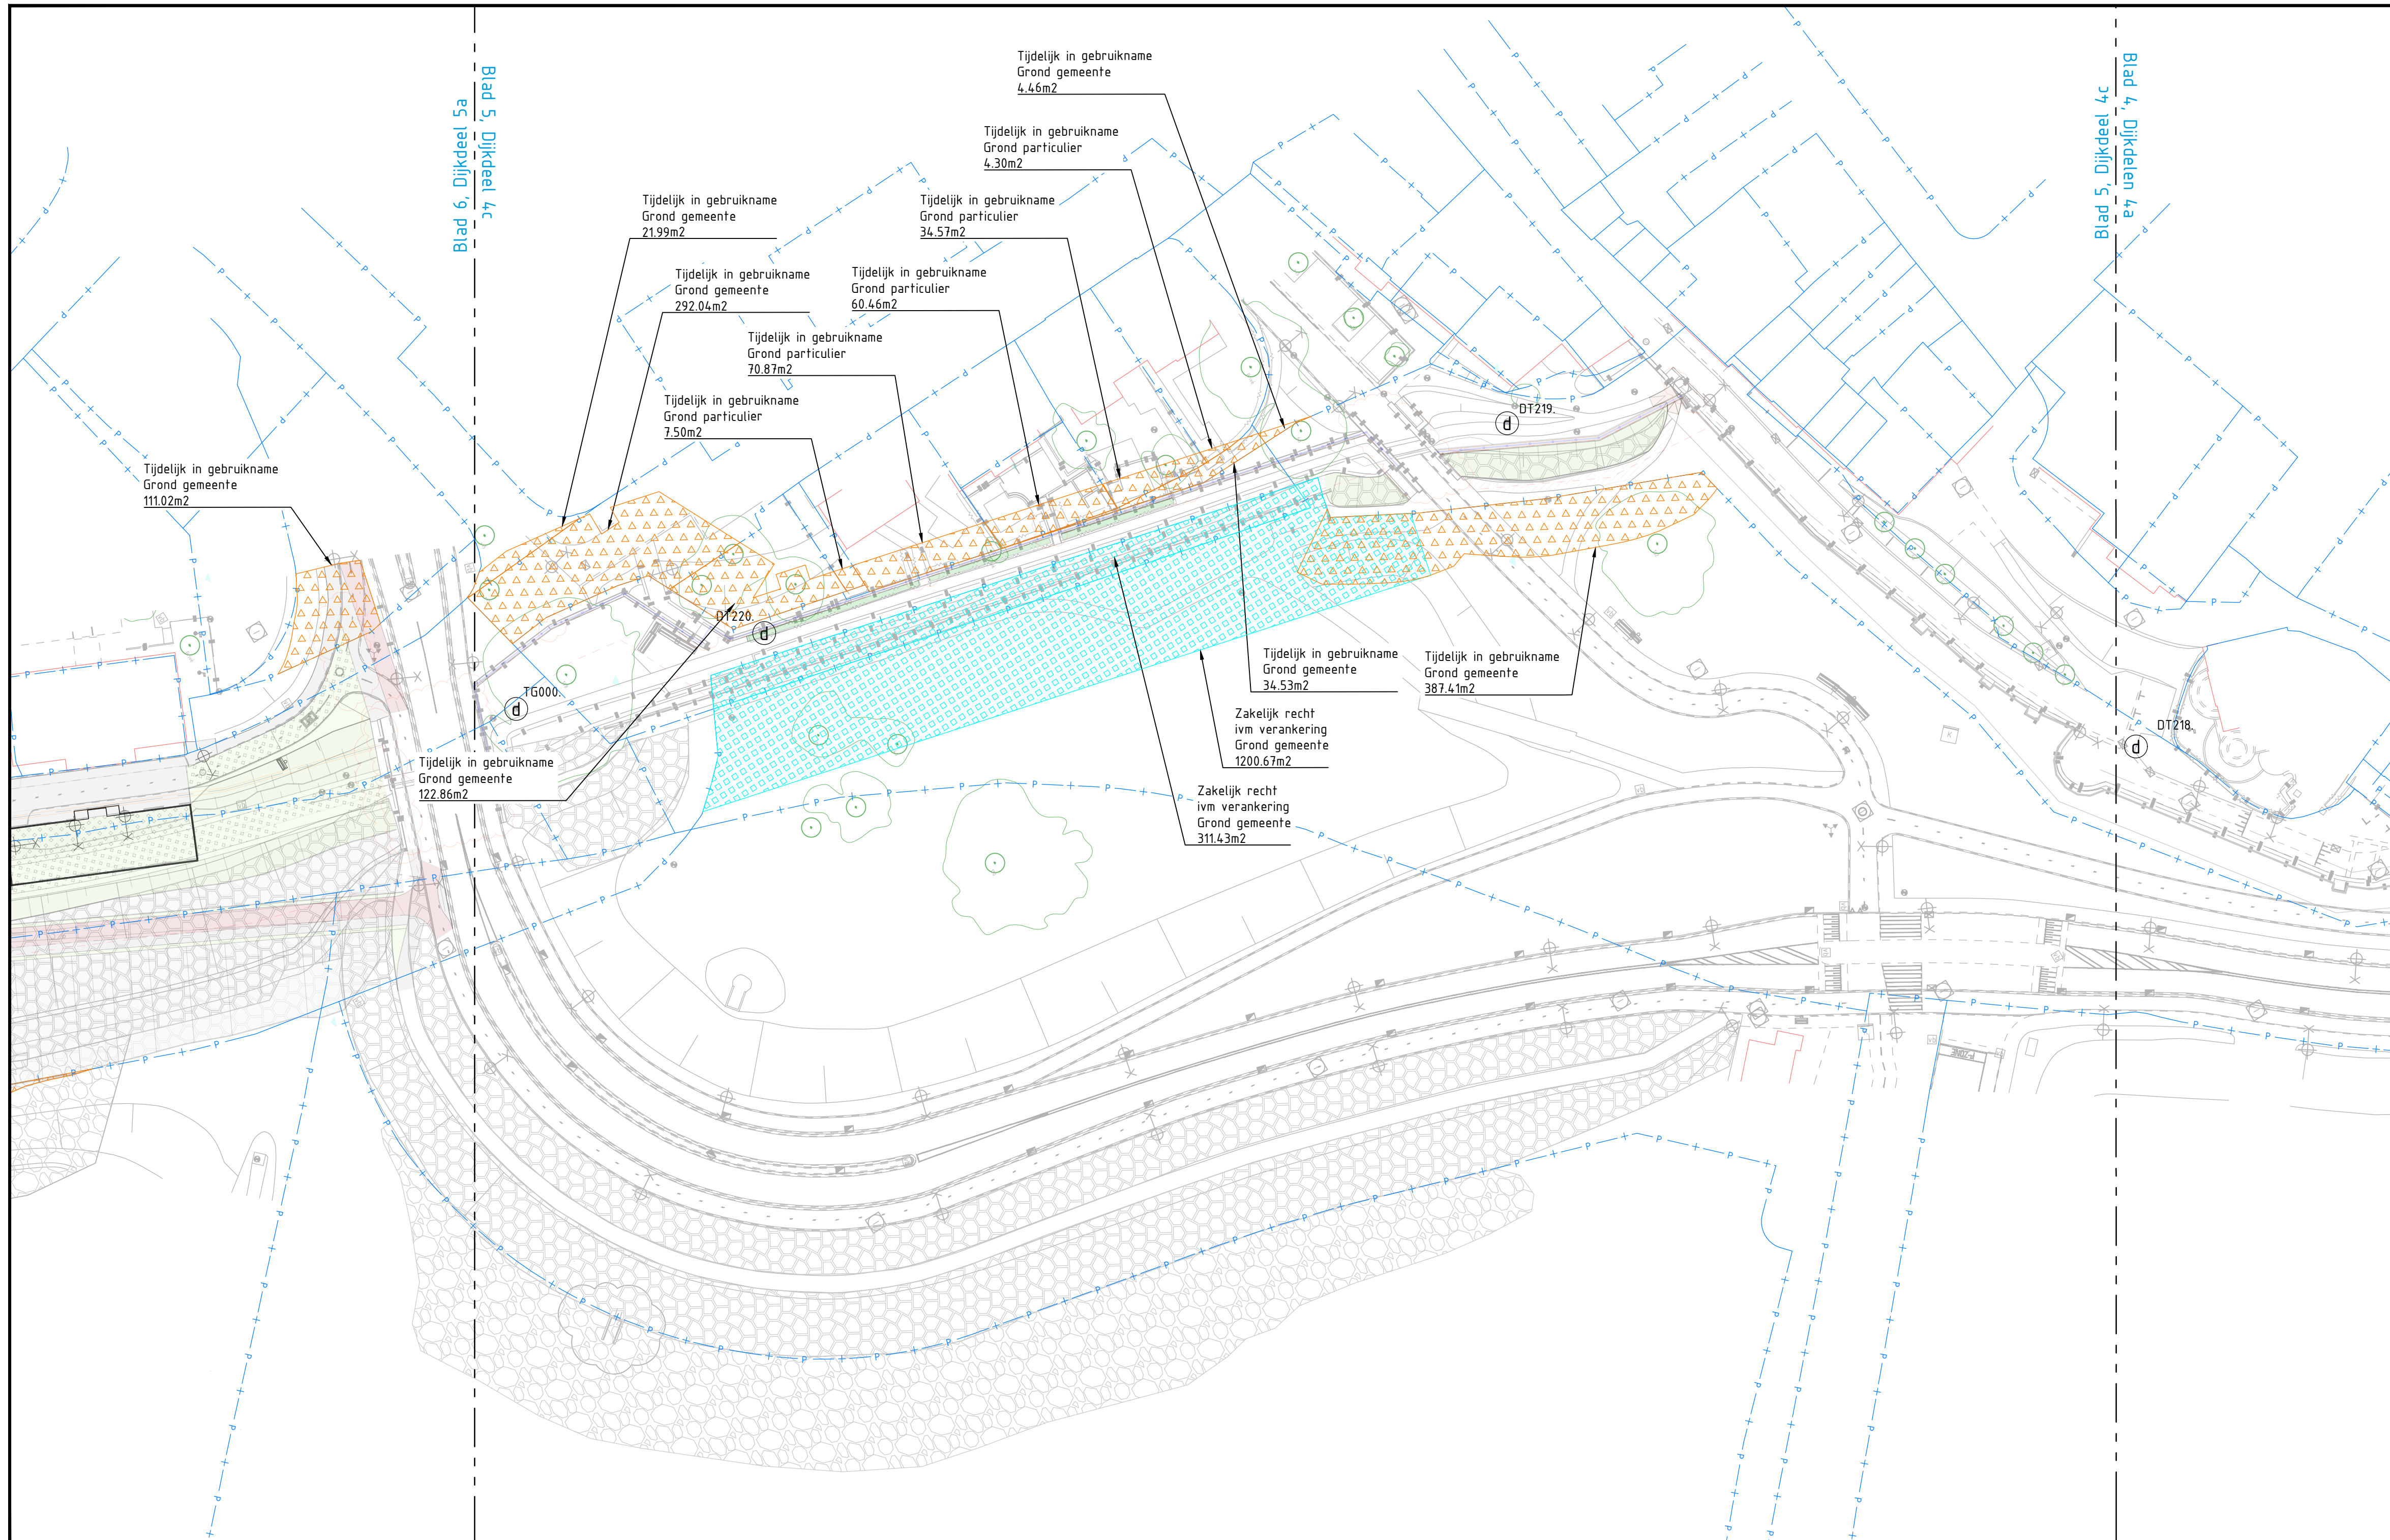 Blad 6, Dijkdeel 5a
Blad 5, Dijkdeel 4c
Blad 5, Dijkdeel 4c
Blad 4, Dijkdelen 4a
Tijdelijk in gebruikname
Grond gemeente
4.46m2
Tijdelijk in gebruikname
Grond particulier
4.30m2
Tijdelijk in gebruikname
Grond gemeente
21.99m2
Tijdelijk in gebruikname
Grond particulier
34.57m2
Tijdelijk in gebruikname
Grond gemeente
292.04m2
Tijdelijk in gebruikname
Grond particulier
60.46m2
Tijdelijk in gebruikname
Grond particulier
70.87m2
Tijdelijk in gebruikname
Grond particulier
7.50m2
Tijdelijk in gebruikname
Grond gemeente
111.02m2
DT219.
d
DT220.
d
TG000.
d
Tijdelijk in gebruikname
Grond gemeente
34.53m2
Tijdelijk in gebruikname
Grond gemeente
387.41m2
Zakelijk recht
ivm verankering
Grond gemeente
1200.67m2
DT218.
d
Tijdelijk in gebruikname
Grond gemeente
122.86m2
Zakelijk recht
ivm verankering
Grond gemeente
311.43m2